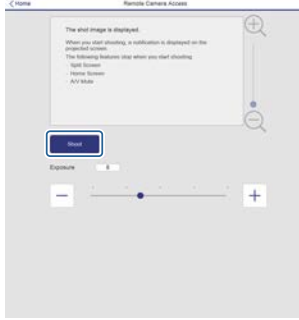 < Home
Remote Camera Access
The shot image is displayed.
When you start shooting, a notification is displayed on the
projected screen.
The following features stop when you start shooting.
- Split Screen
- Home Screen
- A/V Mute
Shoot
Exposure